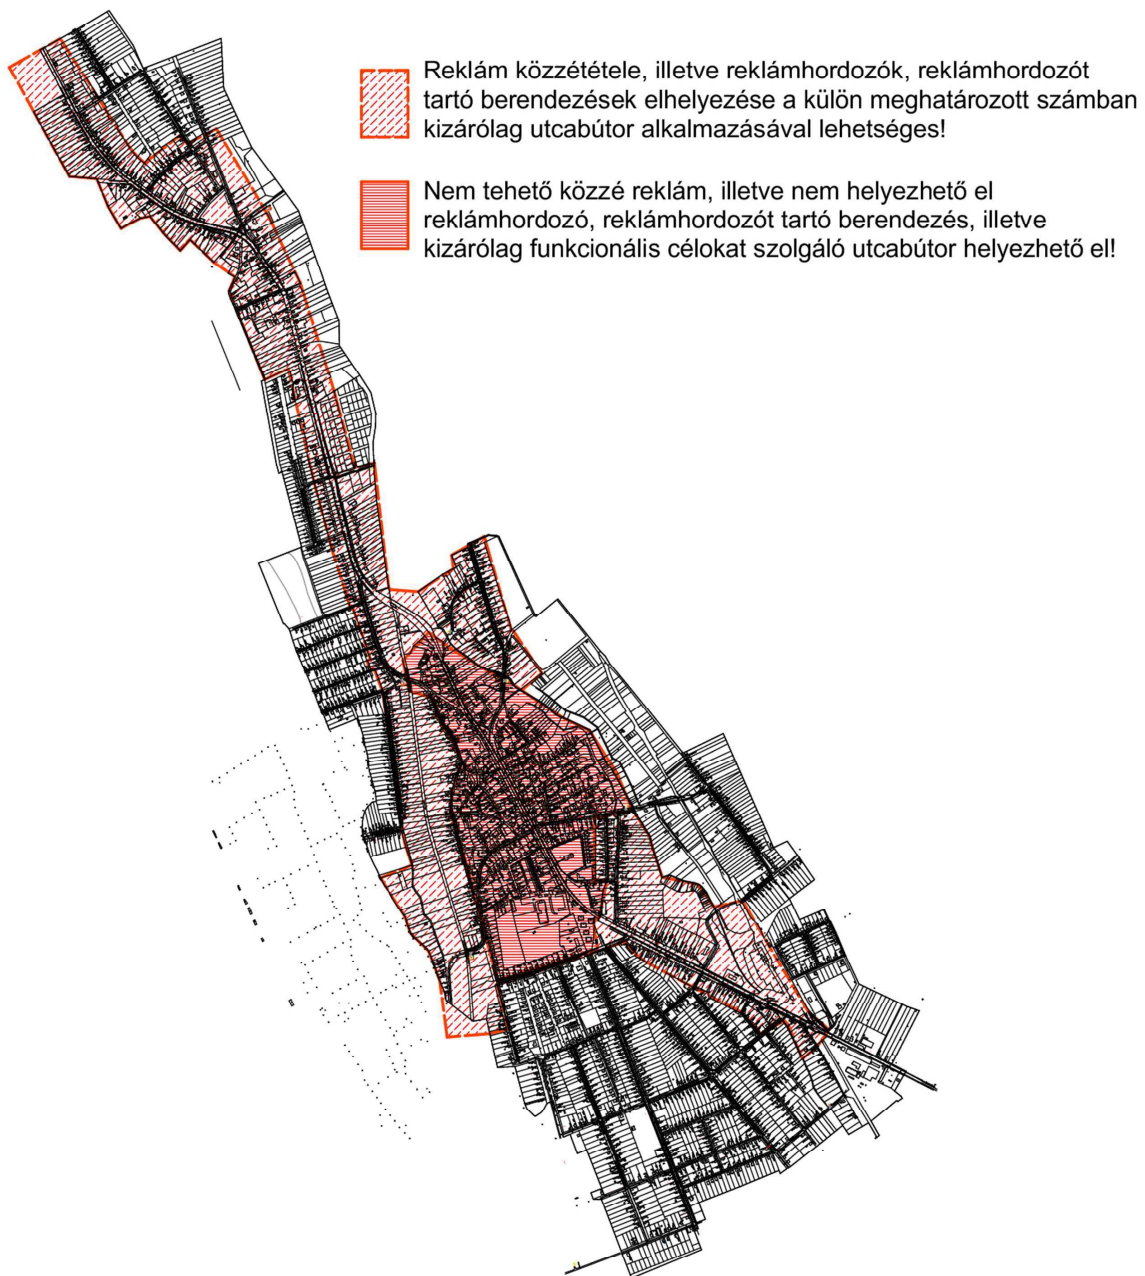 Reklám közzététele, illetve reklámhordozók, reklámhordozót
tartó berendezések elhelyezése a külön meghatározott számban
kizárólag utcabútor alkalmazásával lehetséges!
Nem tehető közzé reklám, illetve nem helyezhető el
reklámhordozó, reklámhordozót tartó berendezés, illetve
kizárólag funkcionális célokat szolgáló utcabútor helyezhető el!